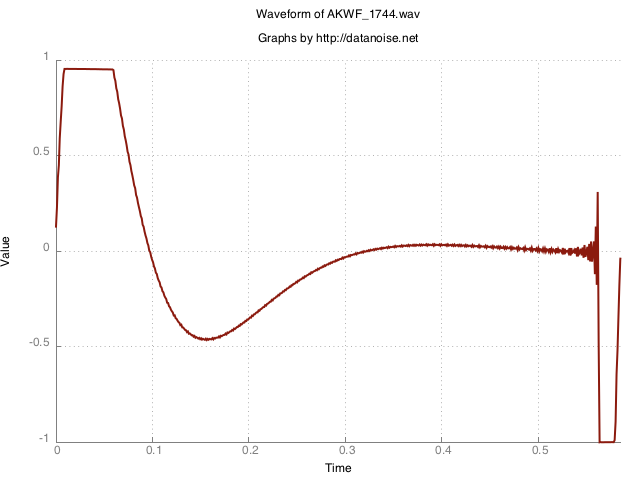 Waveform of AKWF_1744.wav
Graphs by http://datanoise.net
1
0.5
0
-0.5
-1
Value
0 0.1 0.2 0.3 0.4 0.5
Time